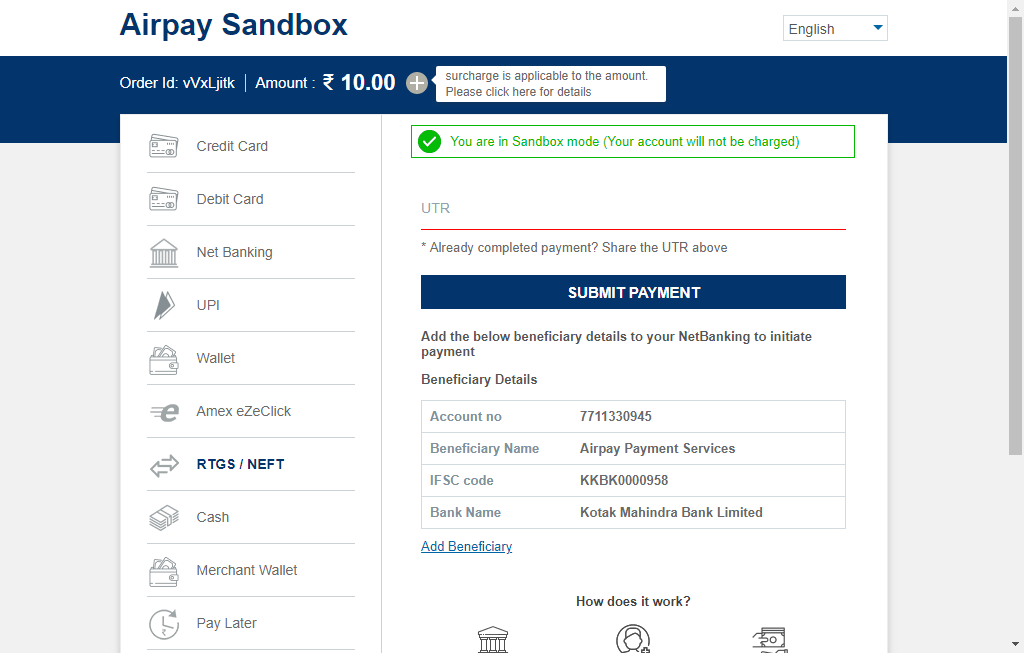 Airpay Sandbox
English
Order Id: vVxLjitk
Amount : ₹ 10.00
surcharge is applicable to the amount.
Please click here for details
Credit Card
Debit Card
Net Banking
UPI
Wallet
Amex eZeClick
RTGS / NEFT
Cash
Merchant Wallet
Pay Later
You are in Sandbox mode (Your account will not be charged)
UTR
* Already completed payment? Share the UTR above
SUBMIT PAYMENT
Add the below beneficiary details to your NetBanking to initiate
payment
Beneficiary Details
Account no 7711330945
Beneficiary Name Airpay Payment Services
IFSC code KKBK0000958
Bank Name Kotak Mahindra Bank Limited
Add Beneficiary
How does it work?